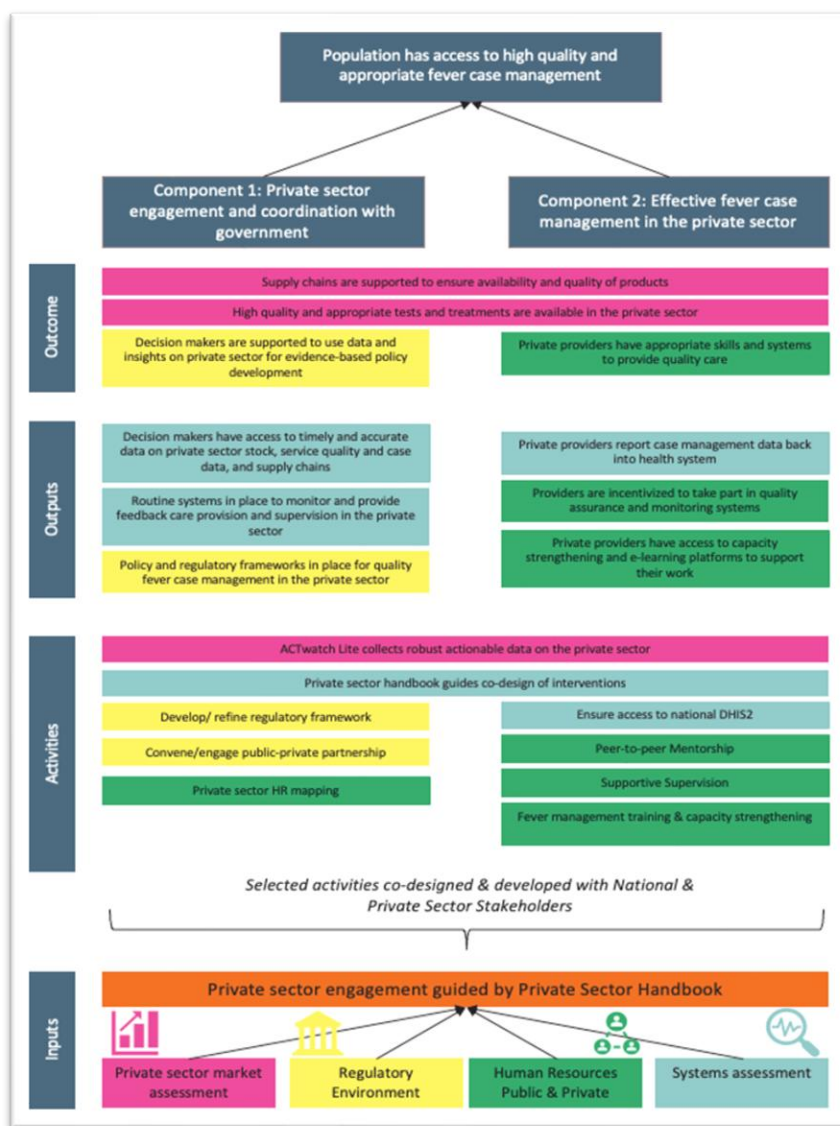 Population has access to high quality and
appropriate fever case management
Component 1: Private sector
engagement and coordination with
government
Component 2: Effective fever case
management in the private sector
Outcome
Supply chains are supported to ensure availability and quality of products
High quality and appropriate tests and treatments are available in the private sector
Decision makers are supported to use data and
insights on private sector for evidence-based policy
development
Private providers have appropriate skills and systems
to provide quality care
Outputs
Decision makers have access to timely and accurate
data on private sector stock, service quality and case
data, and supply chains
Routine systems in place to monitor and provide
feedback care provision and supervision in the private
sector
Policy and regulatory frameworks in place for quality
fever case management in the private sector
Private providers report case management data back
into health system
Providers are incentivized to take part in quality
assurance and monitoring systems
Private providers have access to capacity
strengthening and e-learning platforms to support
their work
Activities
ACTwatch Lite collects robust actionable data on the private sector
Private sector handbook guides co-design of interventions
Develop/ refine regulatory framework
Convene/engage public-private partnership
Private sector HR mapping
Ensure access to national DHIS2
Peer-to-peer Mentorship
Supportive Supervision
Fever management training & capacity strengthening
Selected activities co-designed & developed with National &
Private Sector Stakeholders
Inputs
Private sector engagement guided by Private Sector Handbook
Private sector market
assessment
Regulatory
Environment
Human Resources
Public & Private
Systems assessment